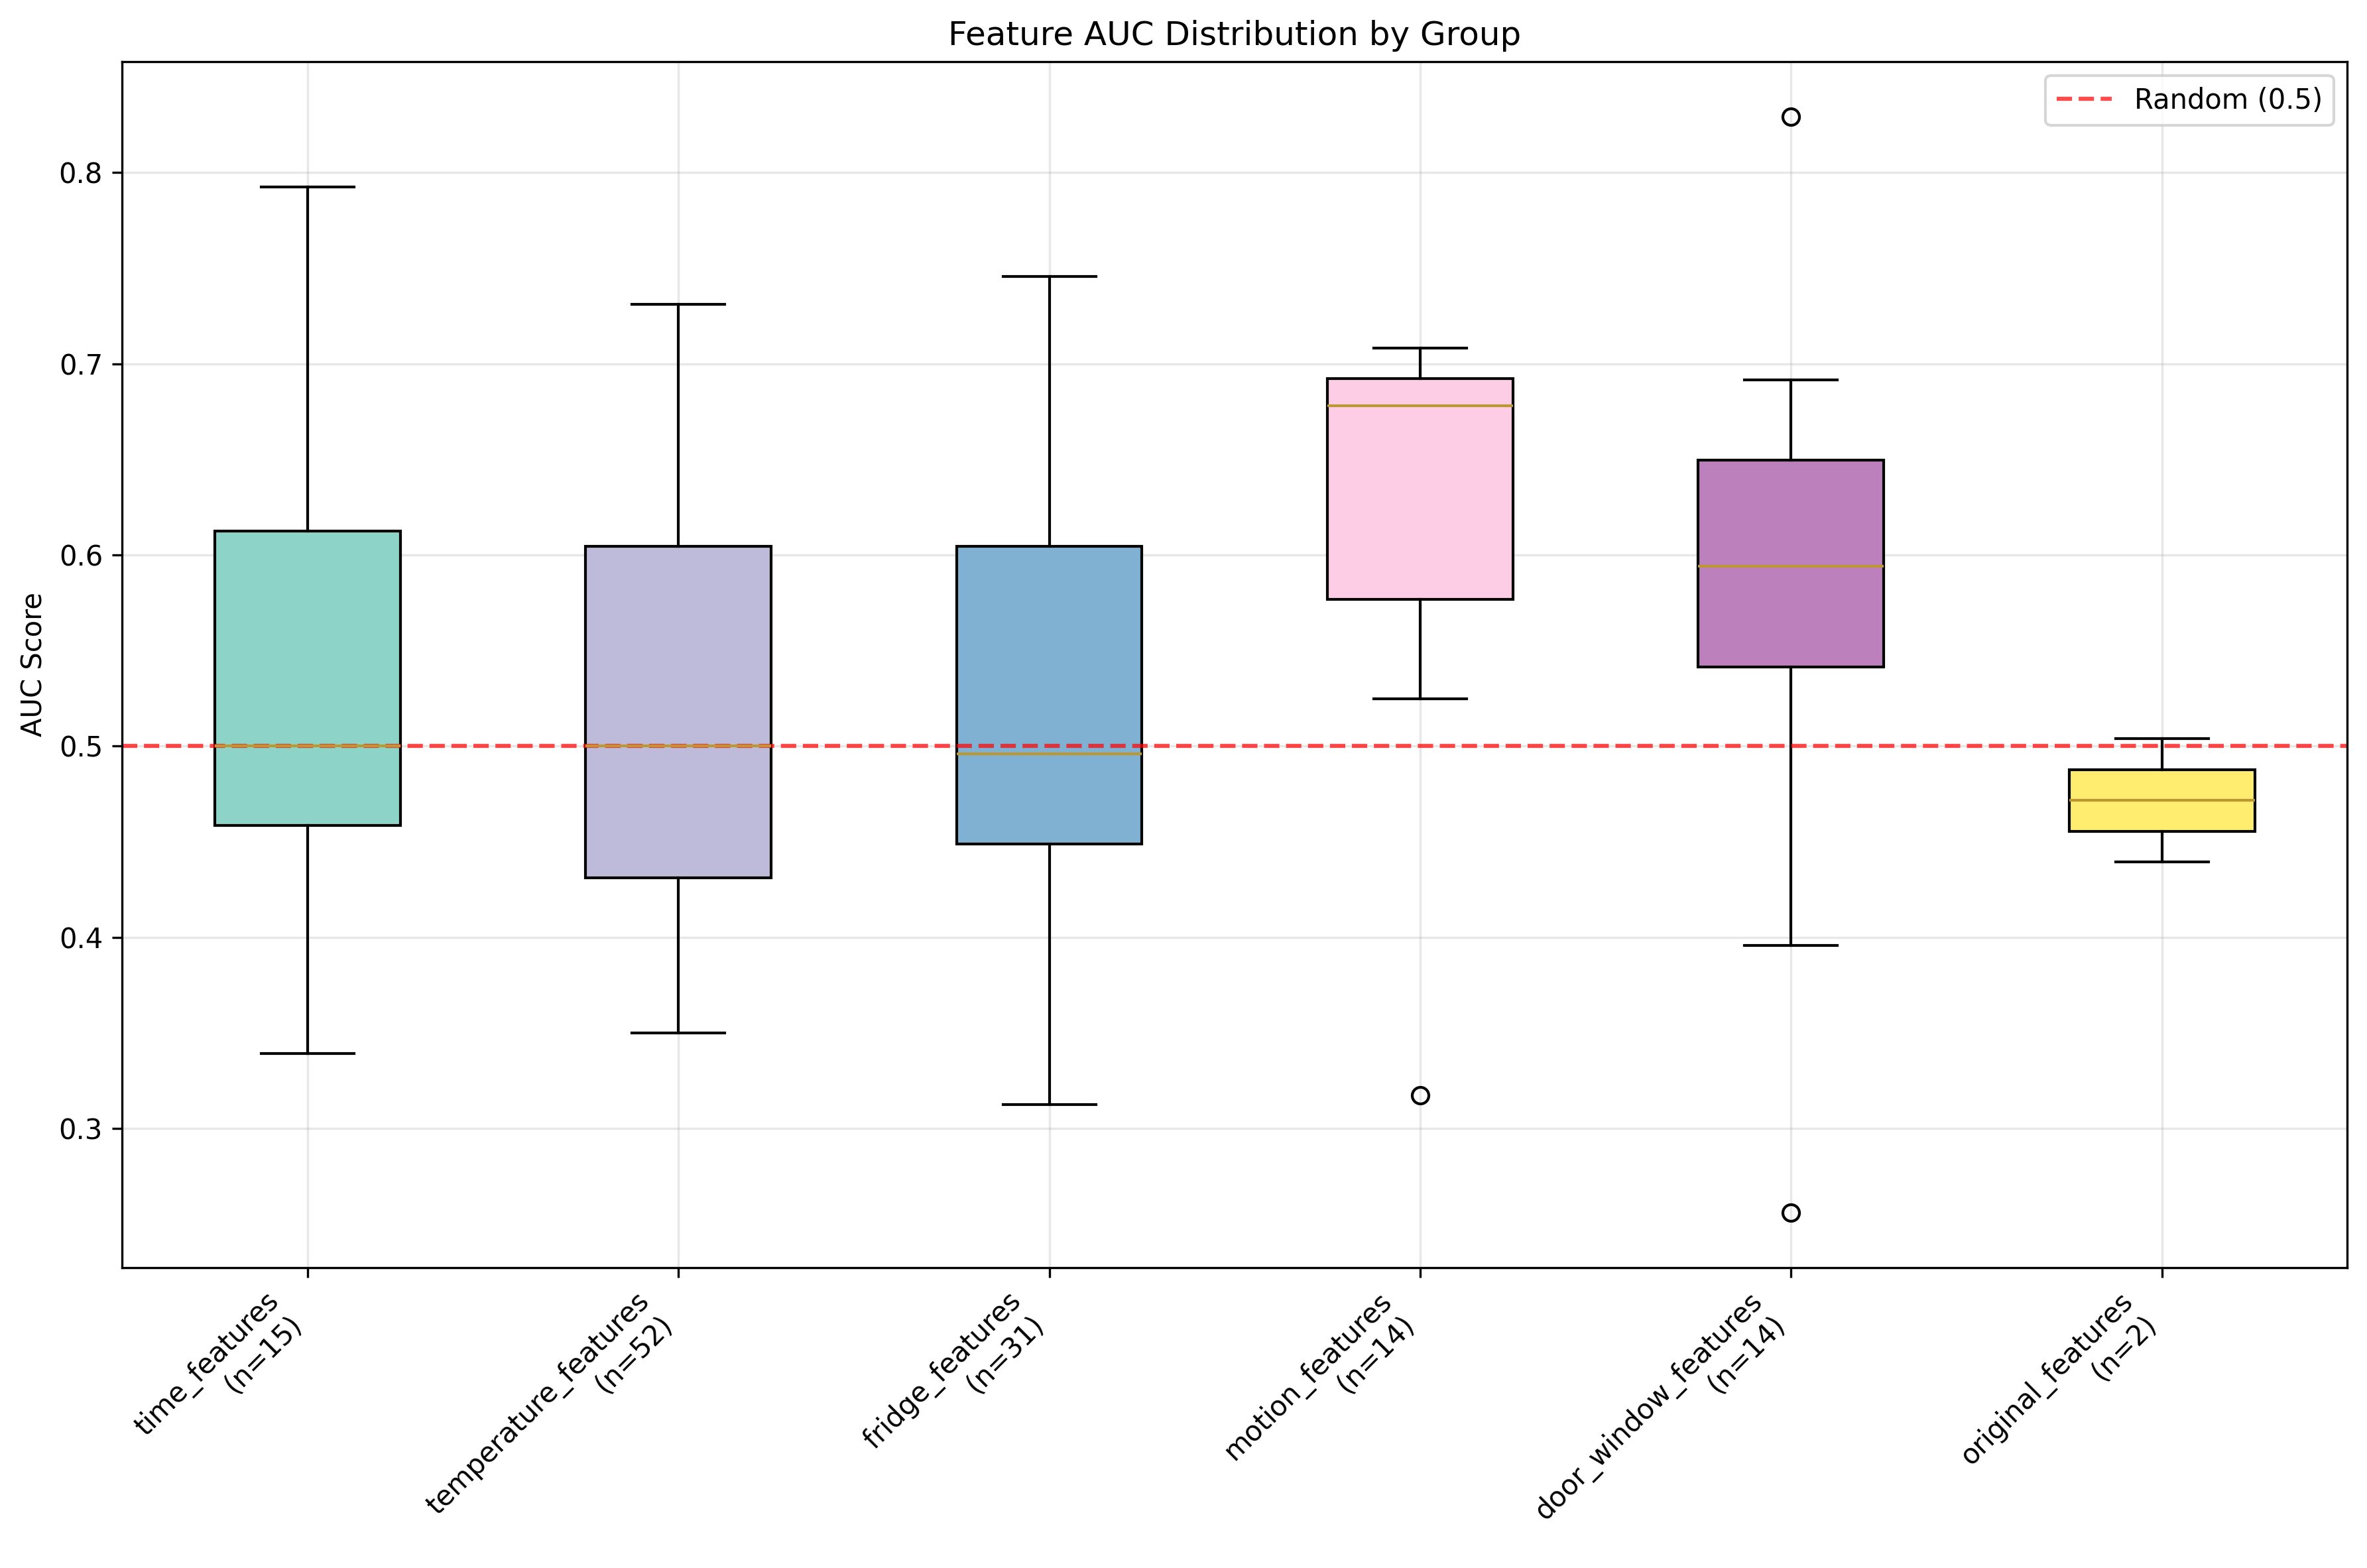 Feature AUC Distribution by Group
Random (0.5)
AUC Score
0.8
0.7
0.6
0.5
0.4
0.3
time_features
(n=15)
temperature_features
(n=52)
fridge_features
(n=31)
motion_features
(n=14)
door_window_features
(n=14)
original_features
(n=2)